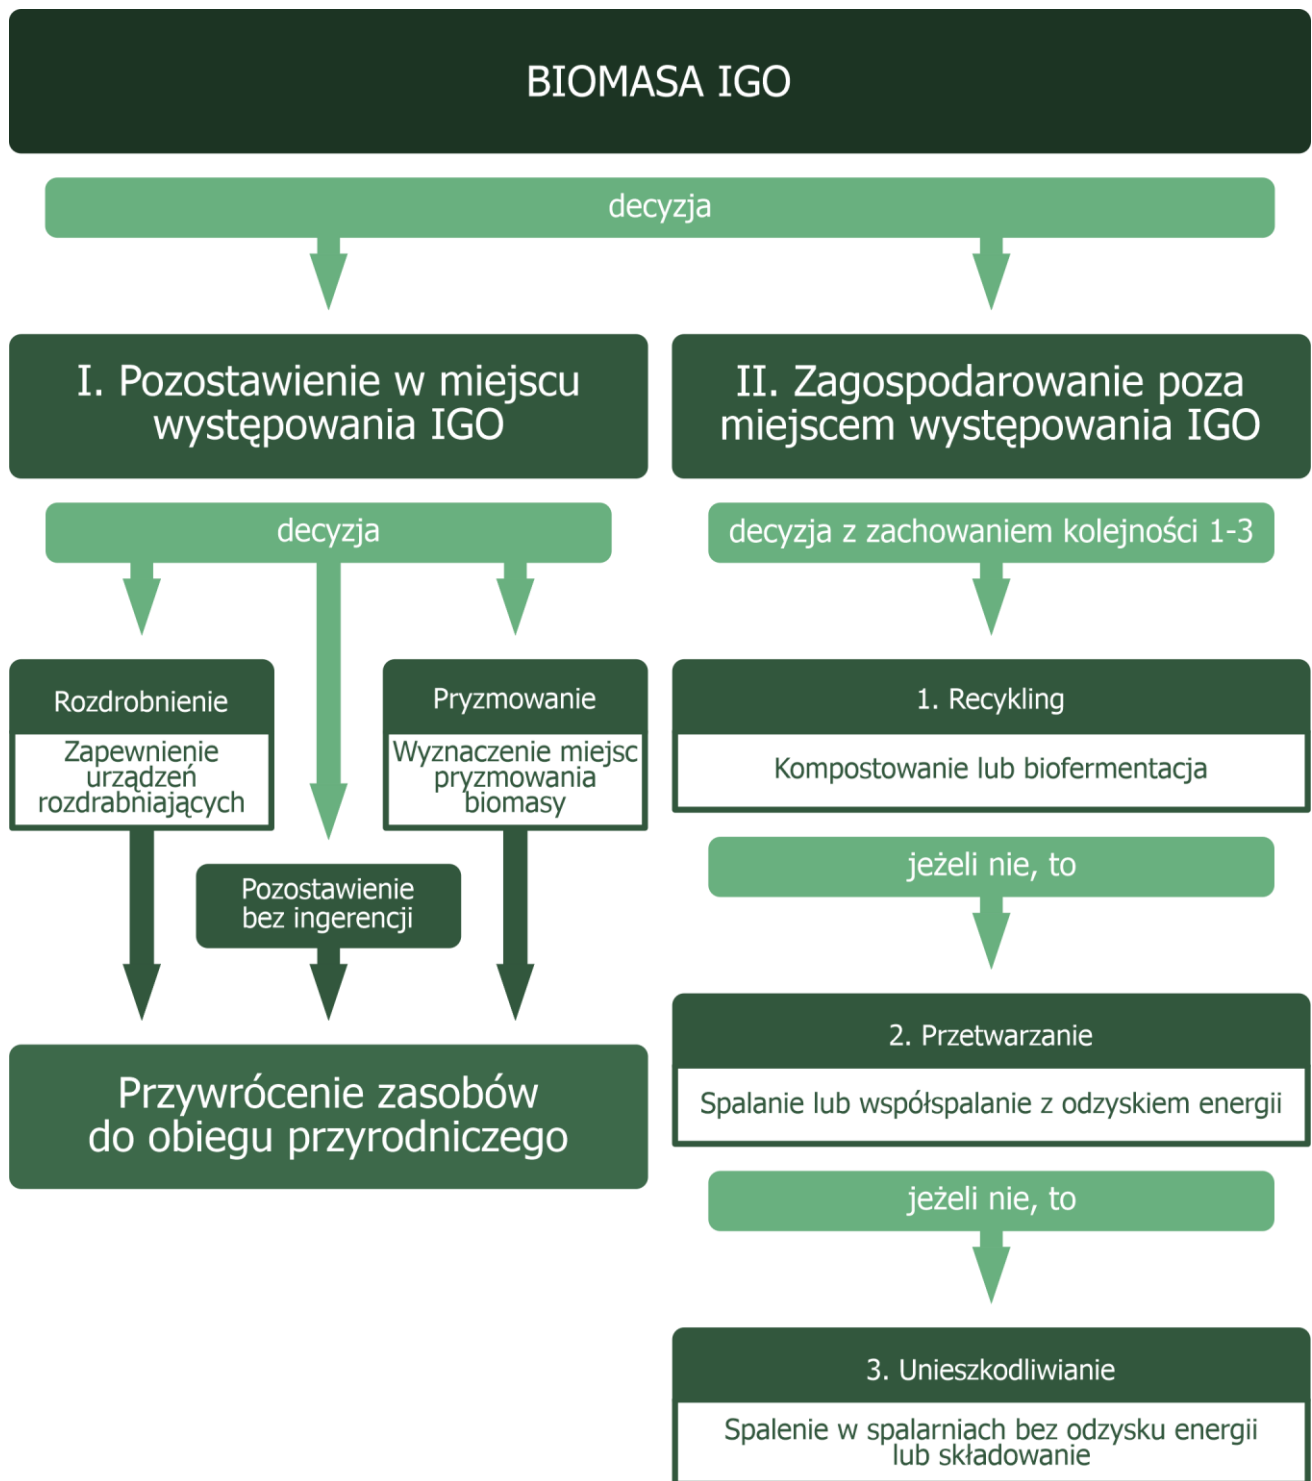 BIOMASA IGO
decyzja
I. Pozostawienie w miejscu
występowania IGO
decyzja
Rozdrobnienie
Zapewnienie
urządzeń
rozdrabniających
Pozostawienie
bez ingerencji
Pryzmowanie
Wyznaczenie miejsc
pryzmowania
biomasy
Przywrócenie zasobów
do obiegu przyrodniczego
II. Zagospodarowanie poza
miejscem występowania IGO
decyzja z zachowaniem kolejności 1-3
1. Recykling
Kompostowanie lub biofermentacja
jeżeli nie, to
2. Przetwarzanie
Spalanie lub współspalanie z odzyskiem energii
jeżeli nie, to
3. Unieszkodliwianie
Spalenie w spalarniach bez odzysku energii
lub składowanie